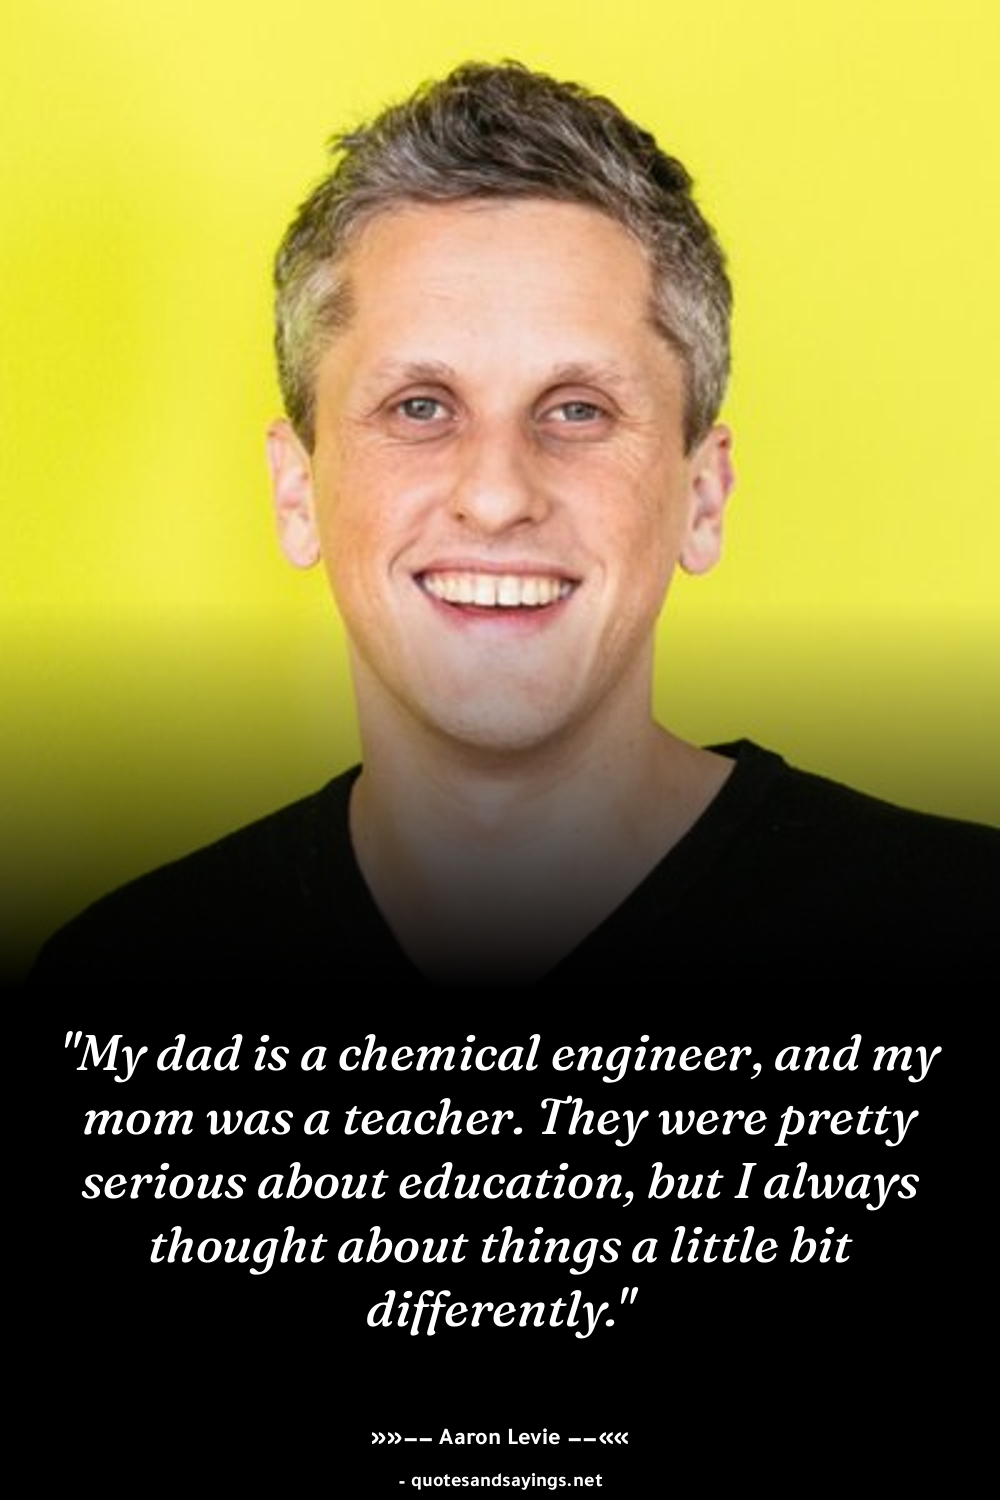 "My dad is a chemical engineer, and my
mom was a teacher. They were pretty
serious about education, but I always
thought about things a little bit
differently."
»»–– Aaron Levie ––««
- quotesandsayings.net